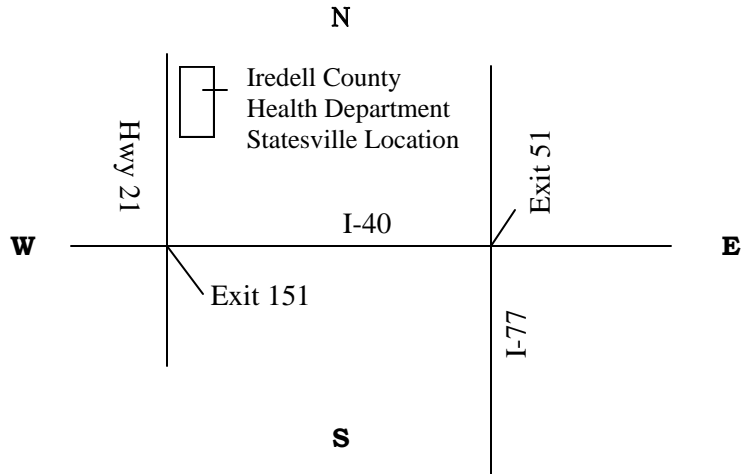 N
Iredell County
Health Department
Statesville Location
Hwy 21
Exit 51
I-40
W
E
Exit 151
I-77
S